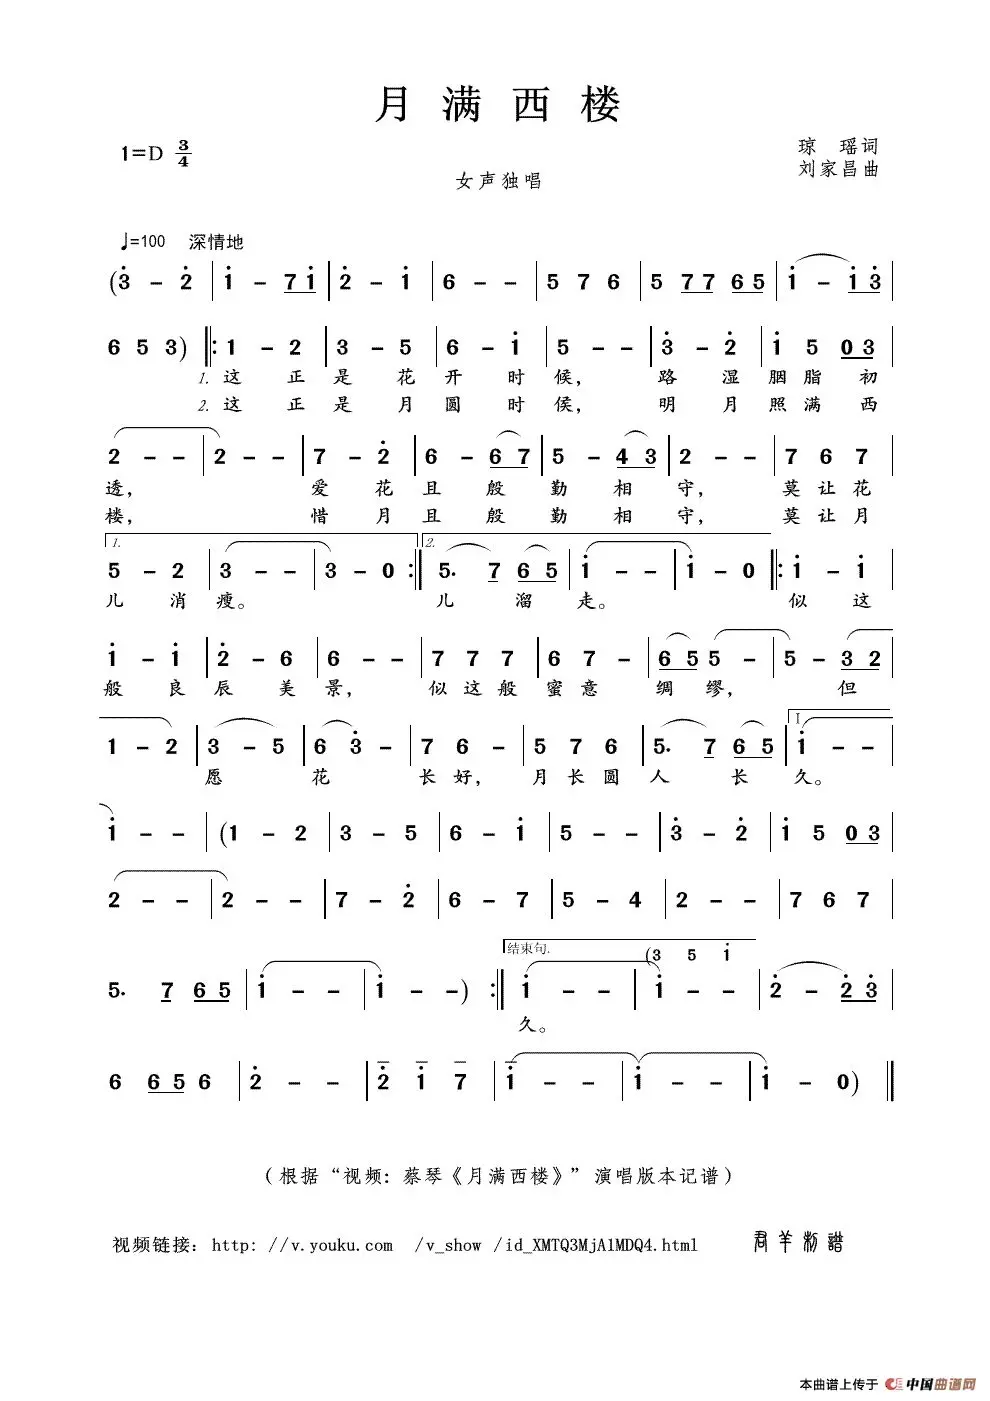 月满西楼
1=D 3/4
琼 瑶词
女声独唱
刘家昌曲
♩=100 深情地
(3 - 2 | 1 - 7 1 | 2 - 1 | 6 - - | 5 7 6 | 5 7 7 6 5 | 1 - 1 3 |
6 5 3) |: 1 - 2 | 3 - 5 | 6 - 1 | 5 - - | 3 - 2 | 1 5 0 3 |
1. 这 正 是 花 开 时 候， 路 湿 胭 脂 初
2. 这 正 是 月 圆 时 侯， 明 月 照 满 西
2 - - | 2 - - | 7 - 2 | 6 - 6 7 | 5 - 4 3 | 2 - - | 7 6 7 |
透， 爱 花 且 殷 勤 相 守， 莫 让 花
楼， 惜 月 且 殷 勤 相 守， 莫 让 月
1. 2.
5 - 2 | 3 - - | 3 - 0 :| 5. 7 6 5 | 1 - - | 1 - 0 |: 1 - 1 |
儿 消 瘦。 儿 溜 走。 似 这
1 - 1 | 2 - 6 | 6 - - | 7 7 7 | 6 7 - | 6 5 5 - | 5 - 3 2 |
般 良 辰 美 景， 似 这 般 蜜 意 绸 缪， 但
I
1 - 2 | 3 - 5 | 6 3 - | 7 6 - | 5 7 6 | 5. 7 6 5 | 1 - - |
愿 花 长 好， 月 长 圆 人 长 久。
1 - - | (1 - 2 | 3 - 5 | 6 - 1 | 5 - - | 3 - 2 | 1 5 0 3 |
2 - - | 2 - - | 7 - 2 | 6 - 7 | 5 - 4 | 2 - - | 7 6 7 |
结束句. (3 5 1
5. 7 6 5 | 1 - - | 1 - -) :| 1 - - | 1 - - | 2 - 2 3 |
久。
6 6 5 6 | 2 - - | 2 1 7 | 1 - - | 1 - - | 1 - 0) ||
（根据“视频：蔡琴《月满西楼》”演唱版本记谱）
视频链接：http: //v.youku.com /v_show /id_XMTQ3MjA1MDQ4.html 君羊制谱
本曲谱上传于 中国曲谱网